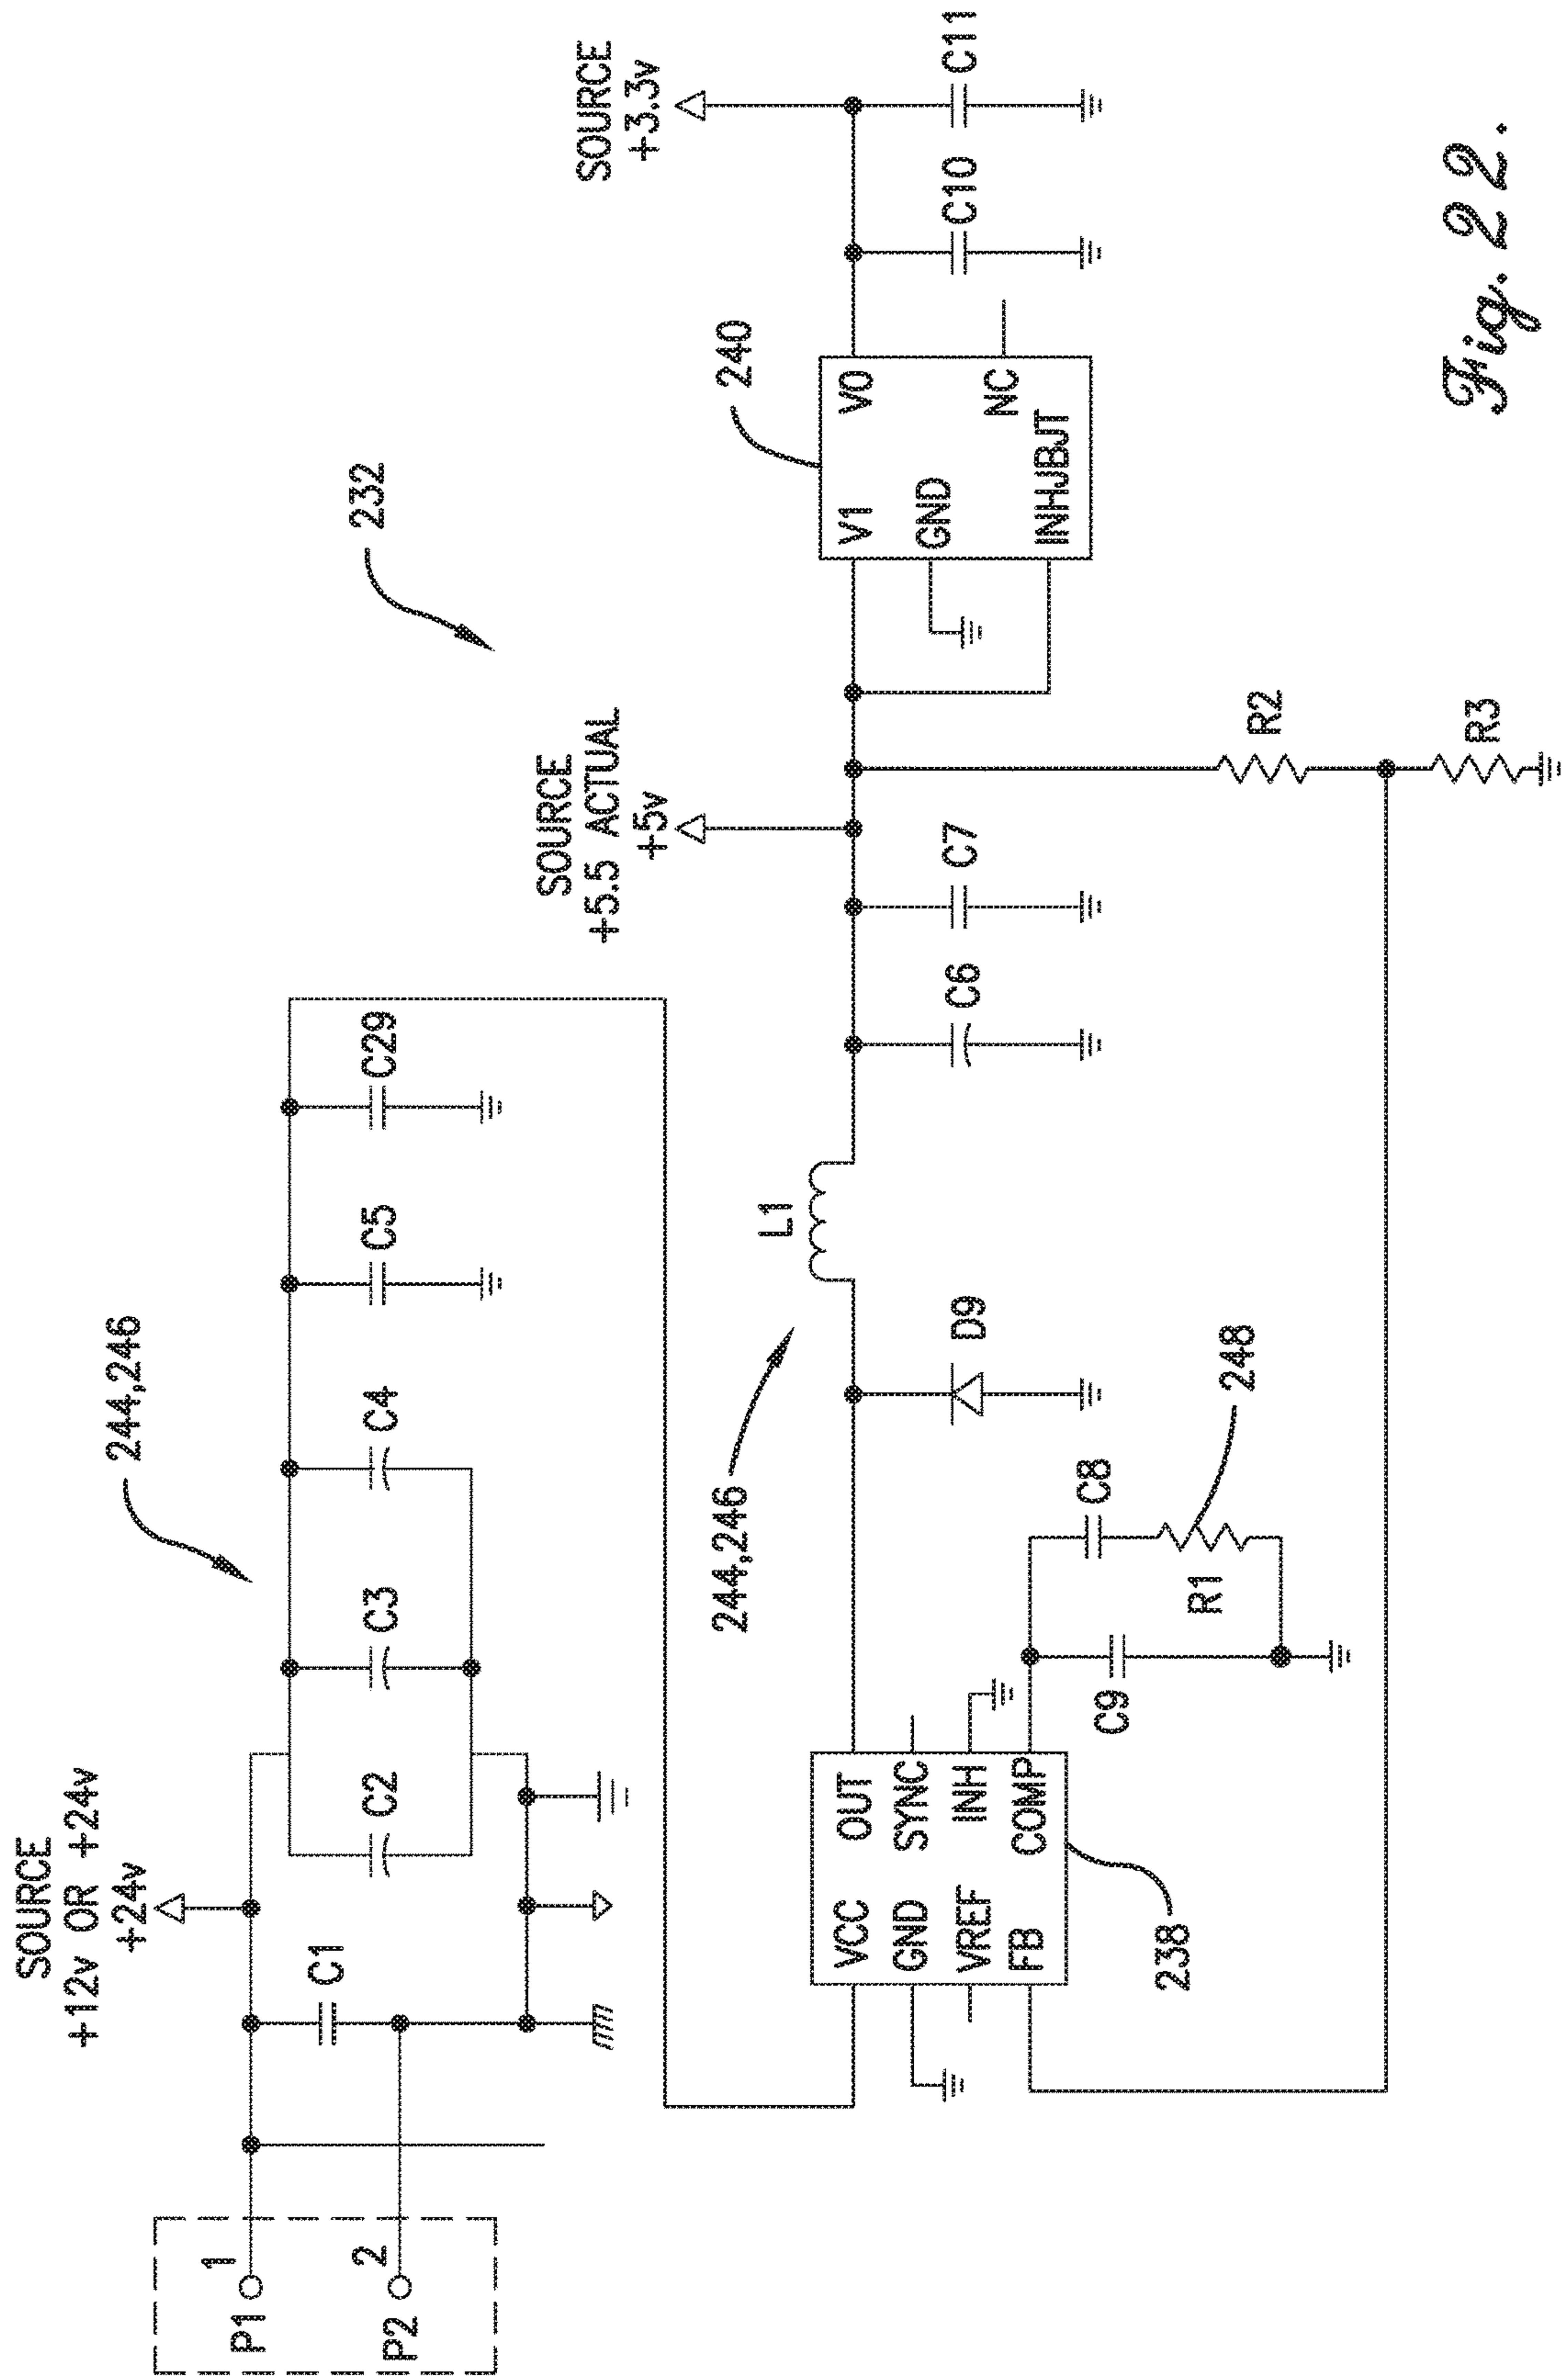 SOURCE
+12v OR +24v
+24v
P1
1
P2
2
C1
C2
C3
C4
C5
C29
244,246
232
SOURCE
+5.5 ACTUAL
+5v
SOURCE
+3.3v
244,246
L1
D9
C6
C7
240
V1
V0
GND
NC
INHJBJT
C10
C11
VCC
OUT
GND
SYNC
VREF
INH
FB
COMP
238
C9
C8
R1
248
R2
R3
Fig. 22.